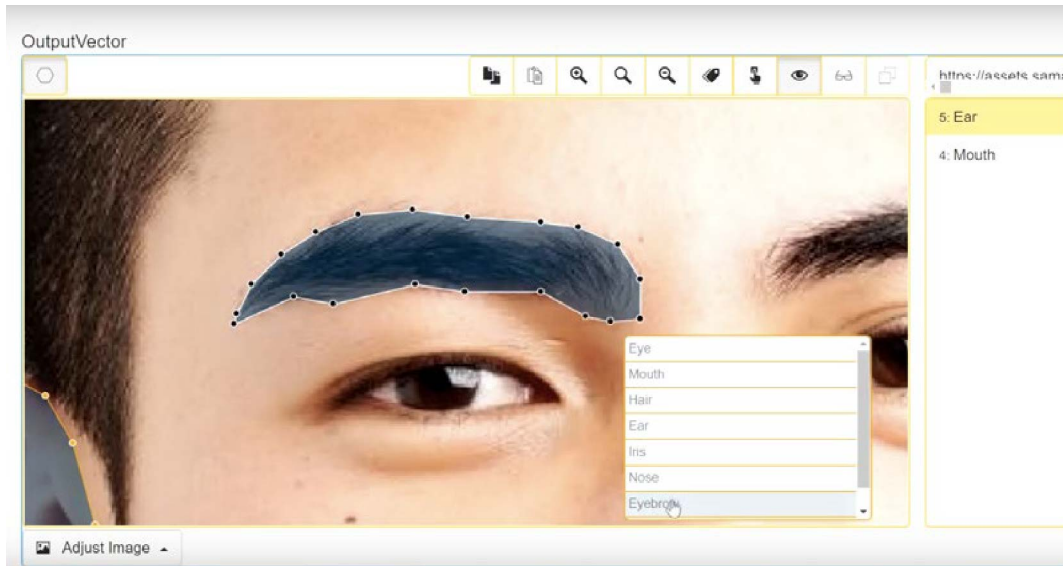 OutputVector
https://assets.sama
5: Ear
4: Mouth
Eye
Mouth
Hair
Ear
Iris
Nose
Eyebrow
Adjust Image